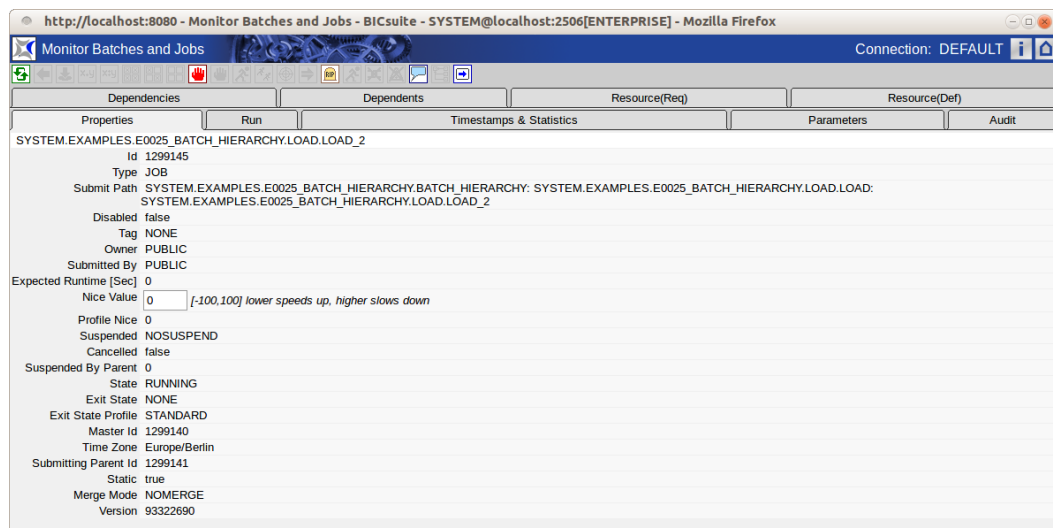 http://localhost:8080 - Monitor Batches and Jobs - BICsuite - SYSTEM@localhost:2506[ENTERPRISE] - Mozilla Firefox
Monitor Batches and Jobs Connection: DEFAULT
RIP
Dependencies Dependents Resource(Req) Resource(Def)
Properties Run Timestamps & Statistics Parameters Audit
SYSTEM.EXAMPLES.E0025_BATCH_HIERARCHY.LOAD.LOAD_2
Id 1299145
Type JOB
Submit Path SYSTEM.EXAMPLES.E0025_BATCH_HIERARCHY.BATCH_HIERARCHY: SYSTEM.EXAMPLES.E0025_BATCH_HIERARCHY.LOAD.LOAD:
SYSTEM.EXAMPLES.E0025_BATCH_HIERARCHY.LOAD.LOAD_2
Disabled false
Tag NONE
Owner PUBLIC
Submitted By PUBLIC
Expected Runtime [Sec] 0
Nice Value 0 [-100,100] lower speeds up, higher slows down
Profile Nice 0
Suspended NOSUSPEND
Cancelled false
Suspended By Parent 0
State RUNNING
Exit State NONE
Exit State Profile STANDARD
Master Id 1299140
Time Zone Europe/Berlin
Submitting Parent Id 1299141
Static true
Merge Mode NOMERGE
Version 93322690